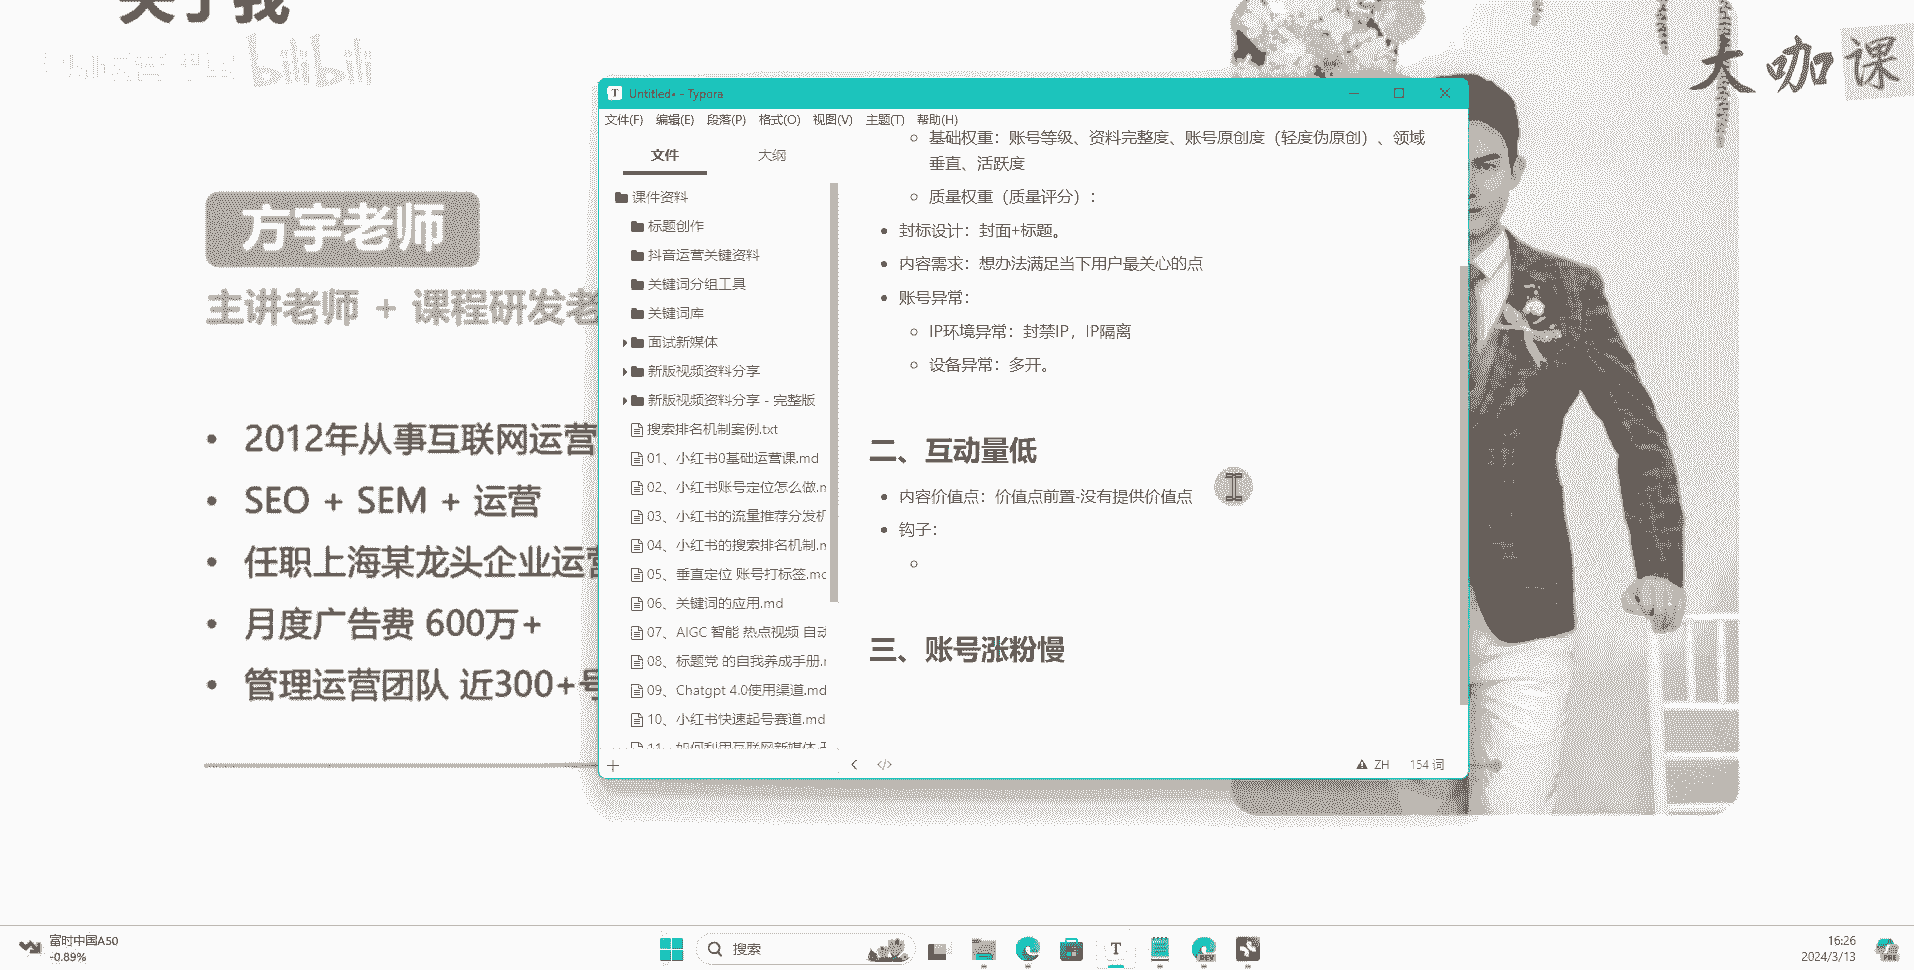 关于我
bilibili
大咖课
方宇老师
主讲老师 + 课程研发老
• 2012年从事互联网运营
• SEO + SEM + 运营
• 任职上海某龙头企业运营
• 月度广告费 600万+
• 管理运营团队 近300+号
Untitled• - Typora
文件(F) 编辑(E) 段落(P) 格式(O) 视图(V) 主题(T) 帮助(H)
文件 大纲
课件资料
标题创作
抖音运营关键资料
关键词分组工具
关键词库
面试新媒体
新版视频资料分享
新版视频资料分享 - 完整版
搜索排名机制案例.txt
01、小红书0基础运营课.md
02、小红书账号定位怎么做.m
03、小红书的流量推荐分发机
04、小红书的搜索排名机制.m
05、垂直定位 账号打标签.md
06、关键词的应用.md
07、AIGC 智能 热点视频 自动
08、标题党 的自我养成手册.m
09、Chatgpt 4.0使用渠道.md
10、小红书快速起号赛道.md
11、如何利用互联网新媒体
基础权重：账号等级、资料完整度、账号原创度（轻度伪原创）、领域
垂直、活跃度
质量权重（质量评分）：
封标设计：封面+标题。
内容需求：想办法满足当下用户最关心的点
账号异常：
IP环境异常：封禁IP，IP隔离
设备异常：多开。
二、互动量低
内容价值点：价值点前置-没有提供价值点
钩子：
三、账号涨粉慢
ZH 154 词
富时中国A50
-0.89%
搜索
T
DEV
16:26
2024/3/13
PRE